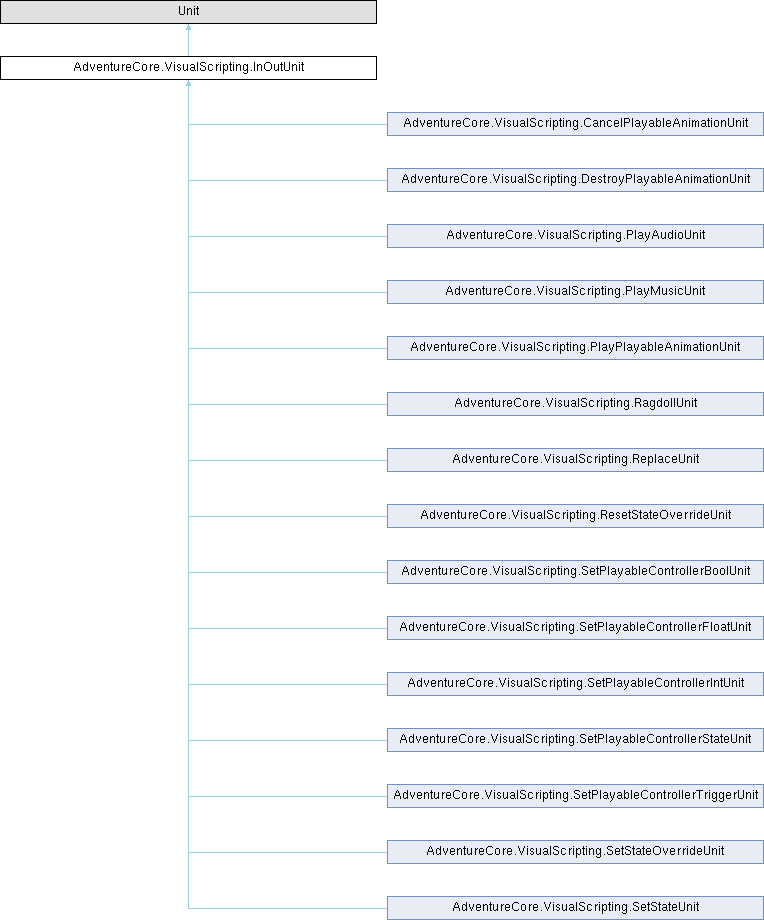 Unit
AdventureCore.VisualScripting.InOutUnit
AdventureCore.VisualScripting.CancelPlayableAnimationUnit
AdventureCore.VisualScripting.DestroyPlayableAnimationUnit
AdventureCore.VisualScripting.PlayAudioUnit
AdventureCore.VisualScripting.PlayMusicUnit
AdventureCore.VisualScripting.PlayPlayableAnimationUnit
AdventureCore.VisualScripting.RagdollUnit
AdventureCore.VisualScripting.ReplaceUnit
AdventureCore.VisualScripting.ResetStateOverrideUnit
AdventureCore.VisualScripting.SetPlayableControllerBoolUnit
AdventureCore.VisualScripting.SetPlayableControllerFloatUnit
AdventureCore.VisualScripting.SetPlayableControllerIntUnit
AdventureCore.VisualScripting.SetPlayableControllerStateUnit
AdventureCore.VisualScripting.SetPlayableControllerTriggerUnit
AdventureCore.VisualScripting.SetStateOverrideUnit
AdventureCore.VisualScripting.SetStateUnit